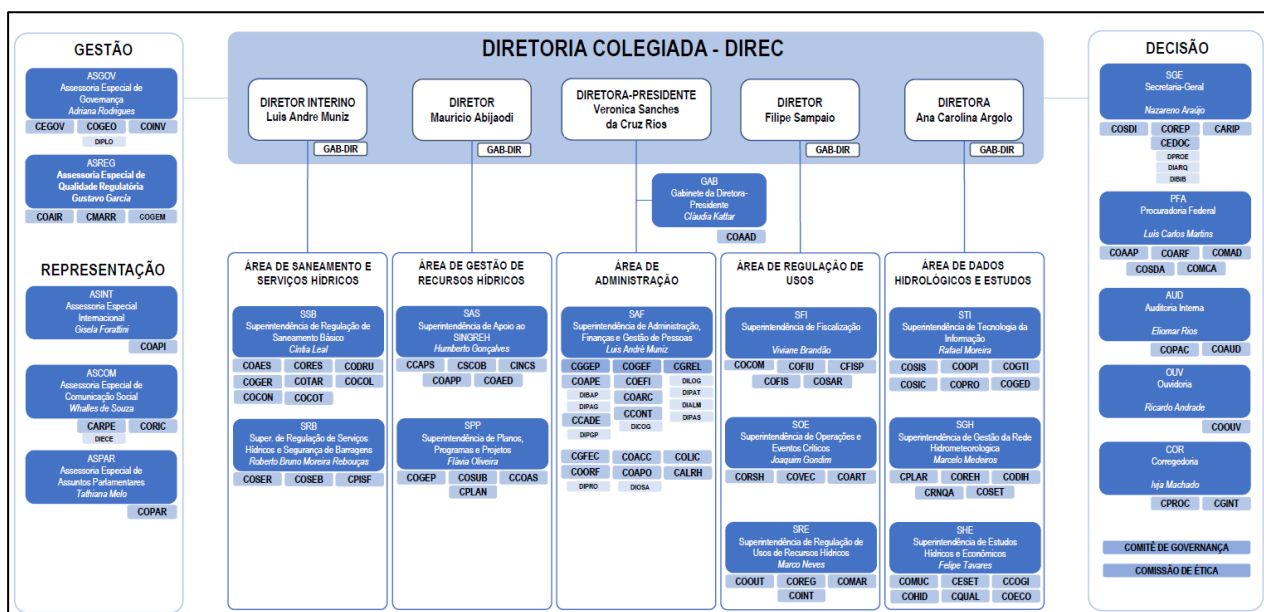 GESTÃO
ASGOV
Assessoria Especial de
Governança
Adriana Rodrigues
CEGOV COGEO COINV
DIPLO
ASREG
Assessoria Especial de
Qualidade Regulatória
Gustavo Garcia
COAIR CMARR COGEM
REPRESENTAÇÃO
ASINT
Assessoria Especial
Internacional
Gisela Forattini
COAPI
ASCOM
Assessoria Especial de
Comunicação Social
Whalles de Souza
CARPE CORIC
DIECE
ASPAR
Assessoria Especial de
Assuntos Parlamentares
Tathiana Melo
COPAR
DIRETORIA COLEGIADA - DIREC
DIRETOR INTERINO
Luis Andre Muniz
GAB-DIR
DIRETOR
Mauricio Abijaodi
GAB-DIR
DIRETORA-PRESIDENTE
Veronica Sanches
da Cruz Rios
DIRETOR
Filipe Sampaio
GAB-DIR
DIRETORA
Ana Carolina Argolo
GAB-DIR
GAB
Gabinete da Diretora-
Presidente
Cláudia Kattar
COAAD
ÁREA DE SANEAMENTO E
SERVIÇOS HÍDRICOS
SSB
Superintendência de Regulação de
Saneamento Básico
Cíntia Leal
COAES CORES CODRU
COGER COTAR COCOL
COCON COCOT
SRB
Super. de Regulação de Serviços
Hídricos e Segurança de Barragens
Roberto Bruno Moreira Rebouças
COSER COSEB CPISF
ÁREA DE GESTÃO DE
RECURSOS HÍDRICOS
SAS
Superintendência de Apoio ao
SINGREH
Humberto Gonçalves
CCAPS CSCOB CINCS
COAPP COAED
SPP
Superintendência de Planos,
Programas e Projetos
Flávia Oliveira
COGEP COSUB CCOAS
CPLAN
ÁREA DE
ADMINISTRAÇÃO
SAF
Superintendência de Administração,
Finanças e Gestão de Pessoas
Luis André Muniz
CGGEP COGEF CGREL
COAPE COEFI DILOG
DIBAP COARC DIPAT
DIPAG DIALM
CCADE CCONT DIPAS
DIPGP DICOG
CGFEC COACC COLIC
COORF COAPO CALRH
DIPRO DIOSA
ÁREA DE REGULAÇÃO DE
USOS
SFI
Superintendência de Fiscalização
Viviane Brandão
COCOM COFIU CFISP
COFIS COSAR
SOE
Superintendência de Operações e
Eventos Críticos
Joaquim Gondim
CORSH COVEC COART
SRE
Superintendência de Regulação de
Usos de Recursos Hídricos
Marco Neves
COOUT COREG COMAR
COINT
ÁREA DE DADOS
HIDROLÓGICOS E ESTUDOS
STI
Superintendência de Tecnologia da
Informação
Rafael Moreira
COSIS COOPI COGTI
COSIC COPRO COGED
SGH
Superintendência de Gestão da Rede
Hidrometeorologica
Marcelo Medeiros
CPLAR COREH CODIH
CRNQA COSET
SHE
Superintendência de Estudos
Hídricos e Econômicos
Felipe Tavares
COMUC CESET CCOGI
COHID CQUAL COECO
DECISÃO
SGE
Secretaria-Geral
Nazareno Araújo
COSDI COREP CARIP
CEDOC
DPROE
DIARQ
DIBIB
PFA
Procuradoria Federal
Luis Carlos Martins
COAAP COARF COMAD
COSDA COMCA
AUD
Auditoria Interna
Eliomar Rios
COPAC COAUD
OUV
Ouvidoria
Ricardo Andrade
COOUV
COR
Corregedoria
Ivja Machado
CPROC CGINT
COMITÊ DE GOVERNANÇA
COMISSÃO DE ÉTICA